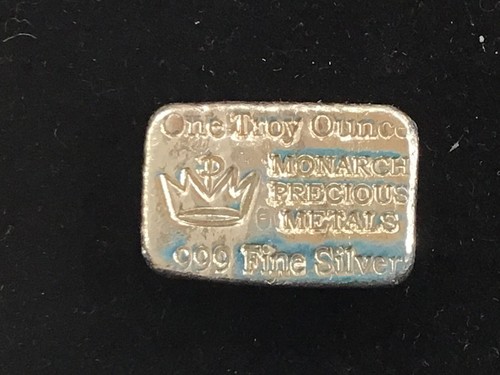 One Troy Ounce
MONARCH
PRECIOUS
METALS
999 Fine Silver